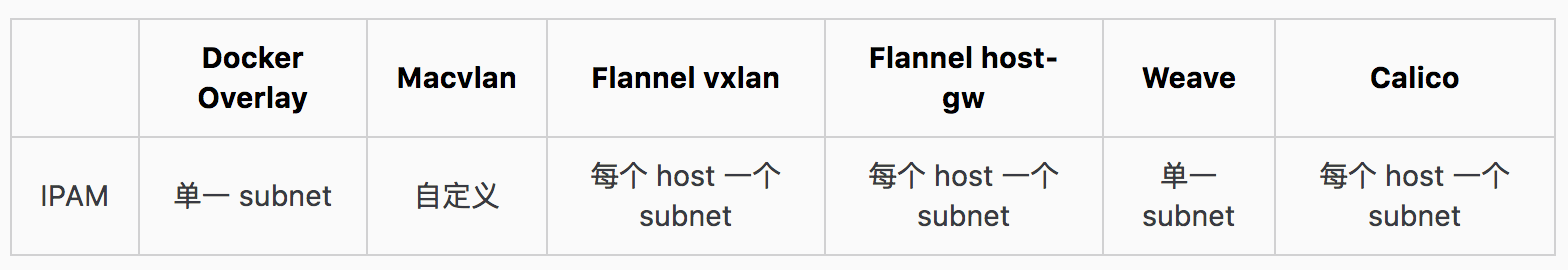 Docker
Overlay
Macvlan
Flannel vxlan
Flannel host-
gw
Weave
Calico
IPAM
单一 subnet
自定义
每个 host 一个
subnet
每个 host 一个
subnet
单一
subnet
每个 host 一个
subnet